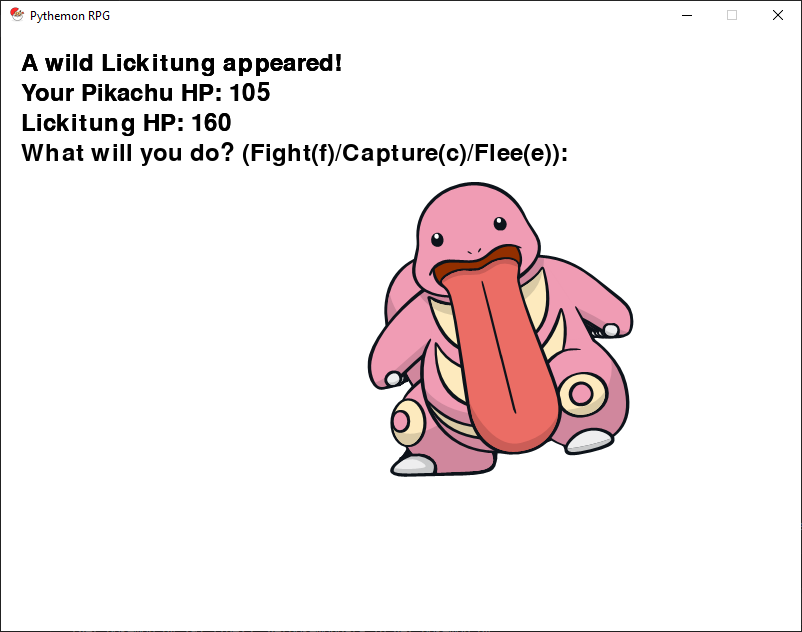 Pythemon RPG
A wild Lickitung appeared!
Your Pikachu HP: 105
Lickitung HP: 160
What will you do? (Fight(f)/Capture(c)/Flee(e)):